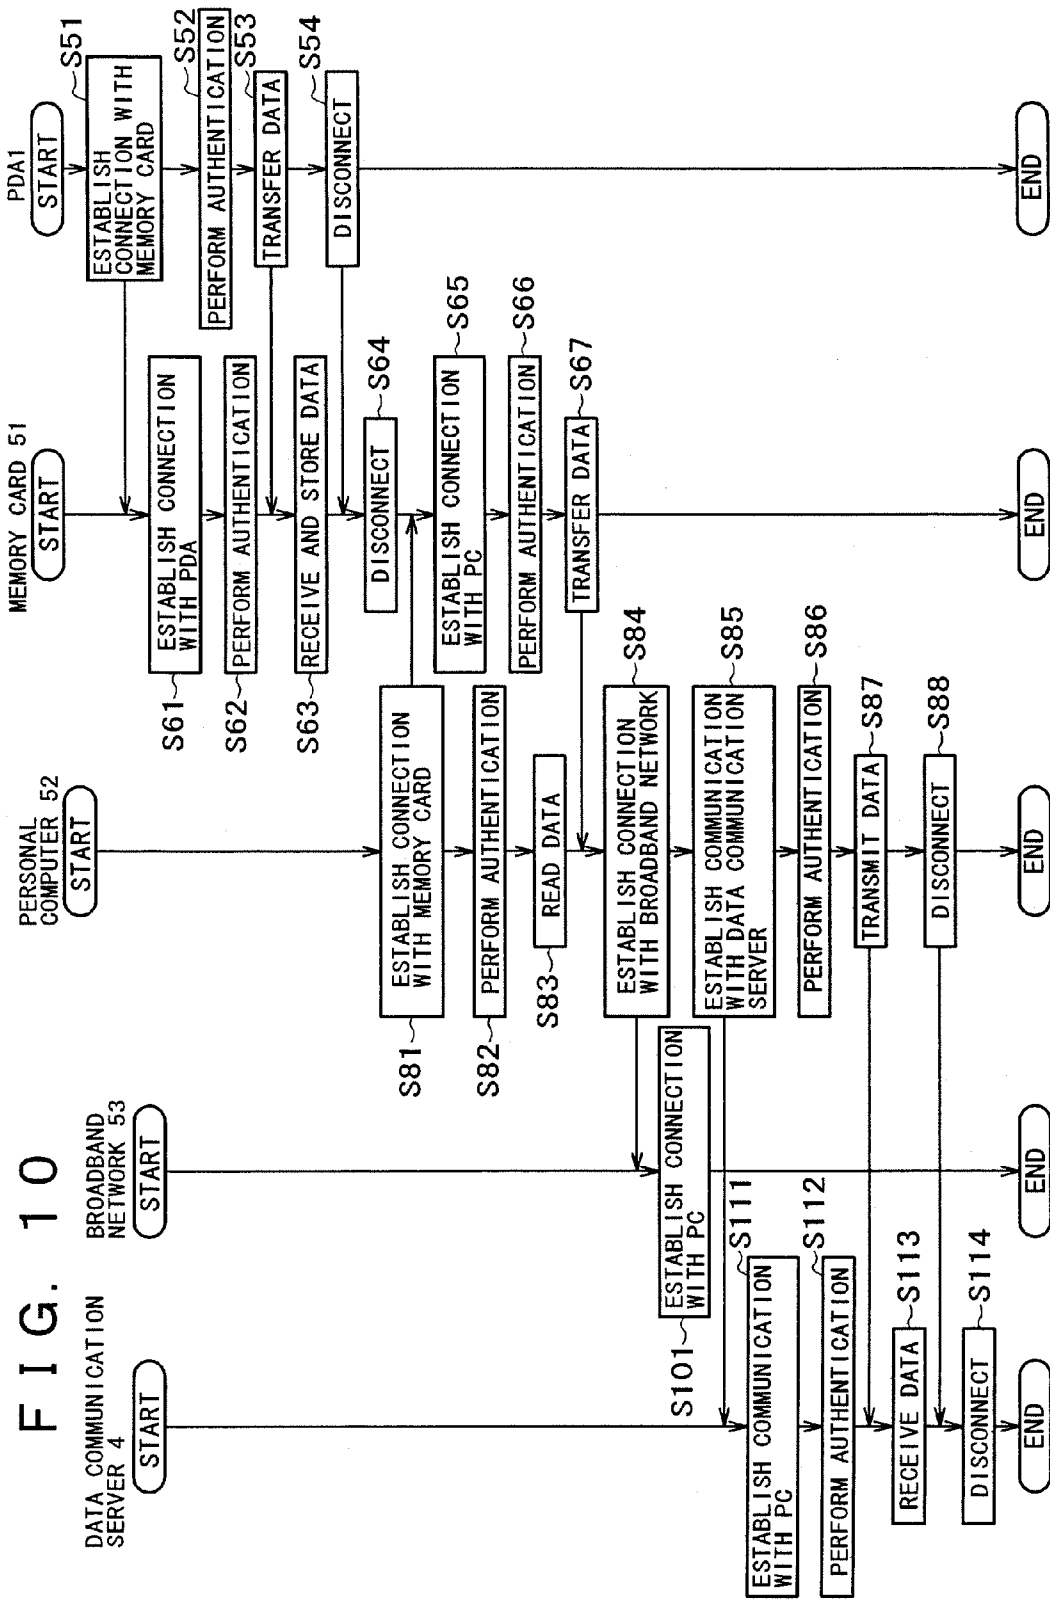 FIG. 10
DATA COMMUNICATION
SERVER 4
START
S111
ESTABLISH COMMUNICATION
WITH PC
S112
PERFORM AUTHENTICATION
S113
RECEIVE DATA
S114
DISCONNECT
END
BROADBAND
NETWORK 53
START
S101
ESTABLISH CONNECTION
WITH PC
END
PERSONAL
COMPUTER 52
START
S81
ESTABLISH CONNECTION
WITH MEMORY CARD
S82
PERFORM AUTHENTICATION
S83
READ DATA
S84
ESTABLISH CONNECTION
WITH BROADBAND NETWORK
S85
ESTABLISH COMMUNICATION
WITH DATA COMMUNICATION
SERVER
S86
PERFORM AUTHENTICATION
S87
TRANSMIT DATA
S88
DISCONNECT
END
MEMORY CARD 51
START
S61
ESTABLISH CONNECTION
WITH PDA
S62
PERFORM AUTHENTICATION
S63
RECEIVE AND STORE DATA
S64
DISCONNECT
S65
ESTABLISH CONNECTION
WITH PC
S66
PERFORM AUTHENTICATION
S67
TRANSFER DATA
END
PDA1
START
S51
ESTABLISH
CONNECTION WITH
MEMORY CARD
S52
PERFORM AUTHENTICATION
S53
TRANSFER DATA
S54
DISCONNECT
END